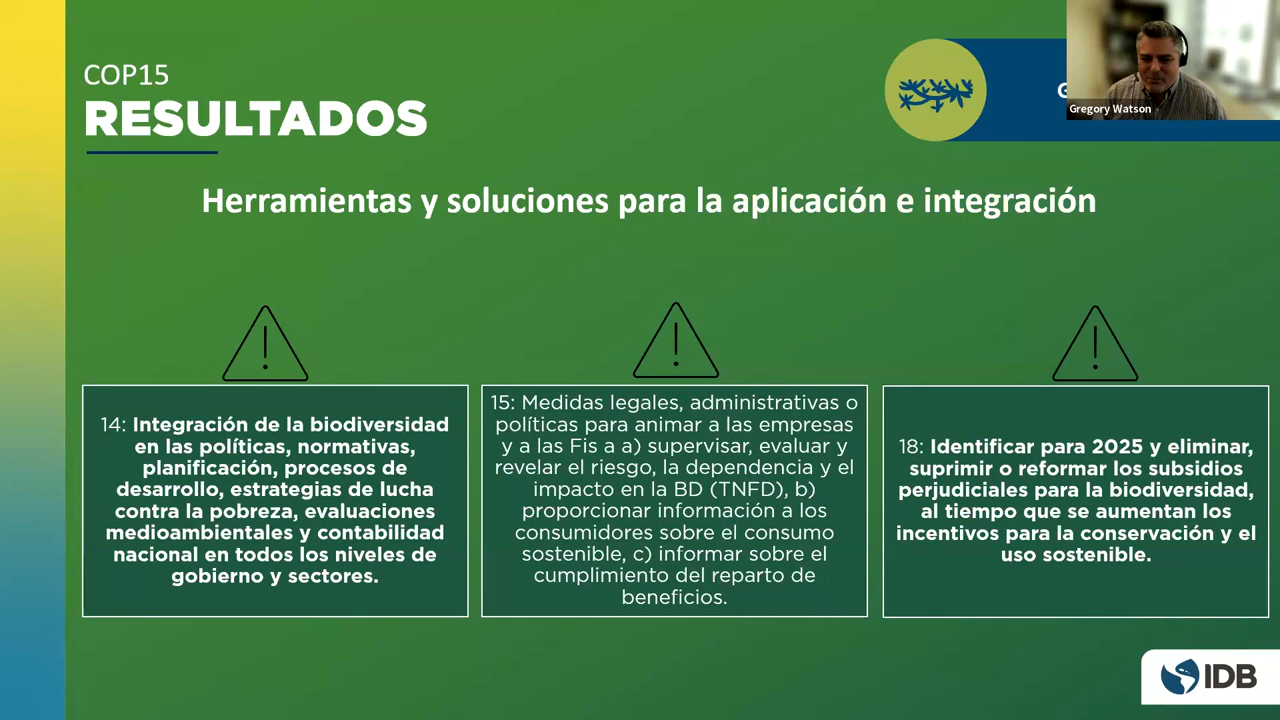 COP15
RESULTADOS
G
Gregory Watson
Herramientas y soluciones para la aplicación e integración
14: Integración de la biodiversidad
en las políticas, normativas,
planificación, procesos de
desarrollo, estrategias de lucha
contra la pobreza, evaluaciones
medioambientales y contabilidad
nacional en todos los niveles de
gobierno y sectores.
15: Medidas legales, administrativas o
políticas para animar a las empresas
y a las Fis a a) supervisar, evaluar y
revelar el riesgo, la dependencia y el
impacto en la BD (TNFD), b)
proporcionar información a los
consumidores sobre el consumo
sostenible, c) informar sobre el
cumplimiento del reparto de
beneficios.
18: Identificar para 2025 y eliminar,
suprimir o reformar los subsidios
perjudiciales para la biodiversidad,
al tiempo que se aumentan los
incentivos para la conservación y el
uso sostenible.
IDB